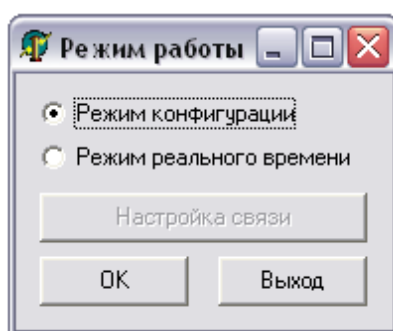 Режим работы
Режим конфигурации
Режим реального времени
Настройка связи
OK
Выход